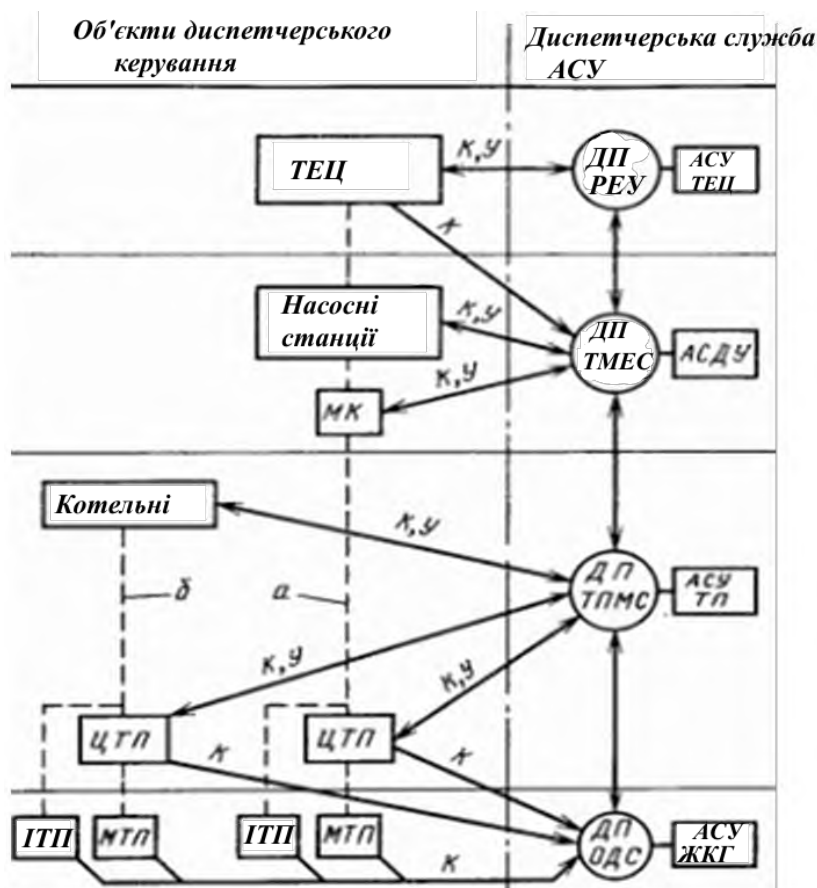 Об'єкти диспетчерського
керування
Диспетчерська служба
АСУ
ТЕЦ
К,У
ДП
РЕУ
АСУ
ТЕЦ
К
Насосні
станції
К,У
ДП
ТМЕС
АСДУ
К,У
МК
Котельні
К,У
б
а
ДП
ТПМС
АСУ
ТП
К,У
К,У
ЦТП
ЦТП
К
К
ІТП
МТП
ІТП
МТП
К
ДП
ОДС
АСУ
ЖКГ